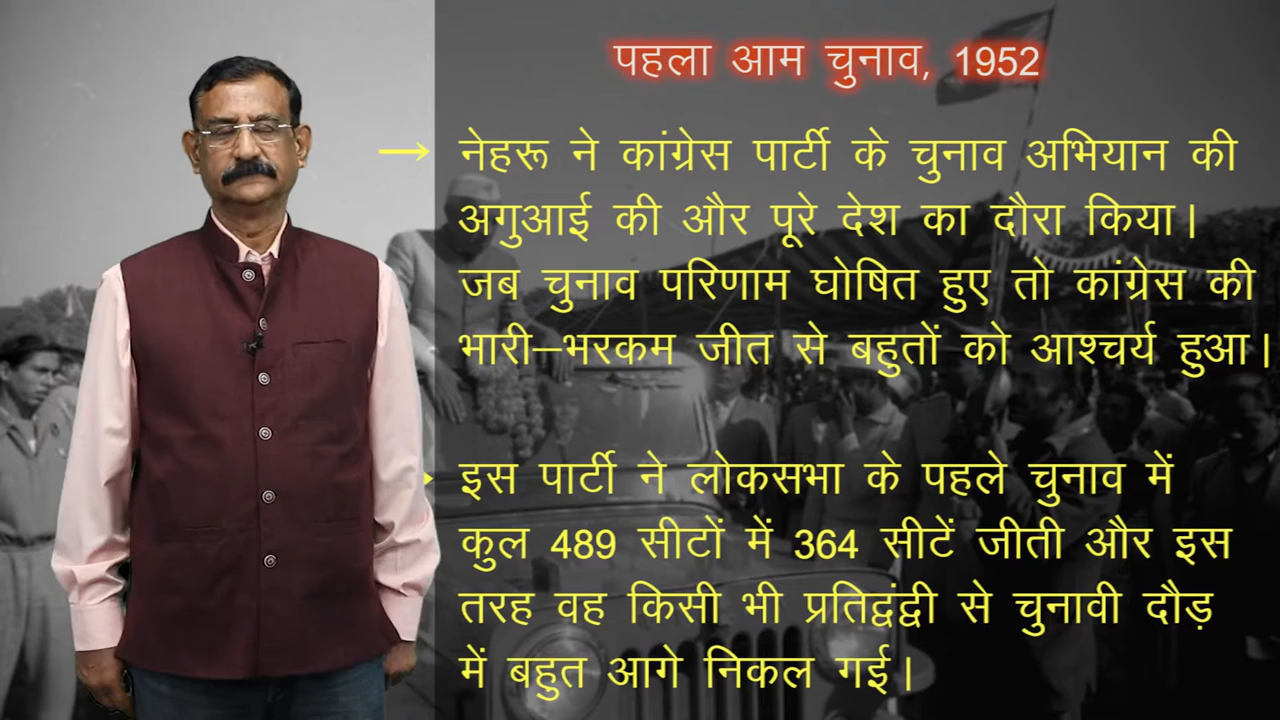 पहला आम चुनाव, 1952
→ नेहरू ने कांग्रेस पार्टी के चुनाव अभियान की
अगुआई की और पूरे देश का दौरा किया।
जब चुनाव परिणाम घोषित हुए तो कांग्रेस की
भारी–भरकम जीत से बहुतों को आश्चर्य हुआ।
इस पार्टी ने लोकसभा के पहले चुनाव में
कुल 489 सीटों में 364 सीटें जीती और इस
तरह वह किसी भी प्रतिद्वंद्वी से चुनावी दौड़
में बहुत आगे निकल गई।